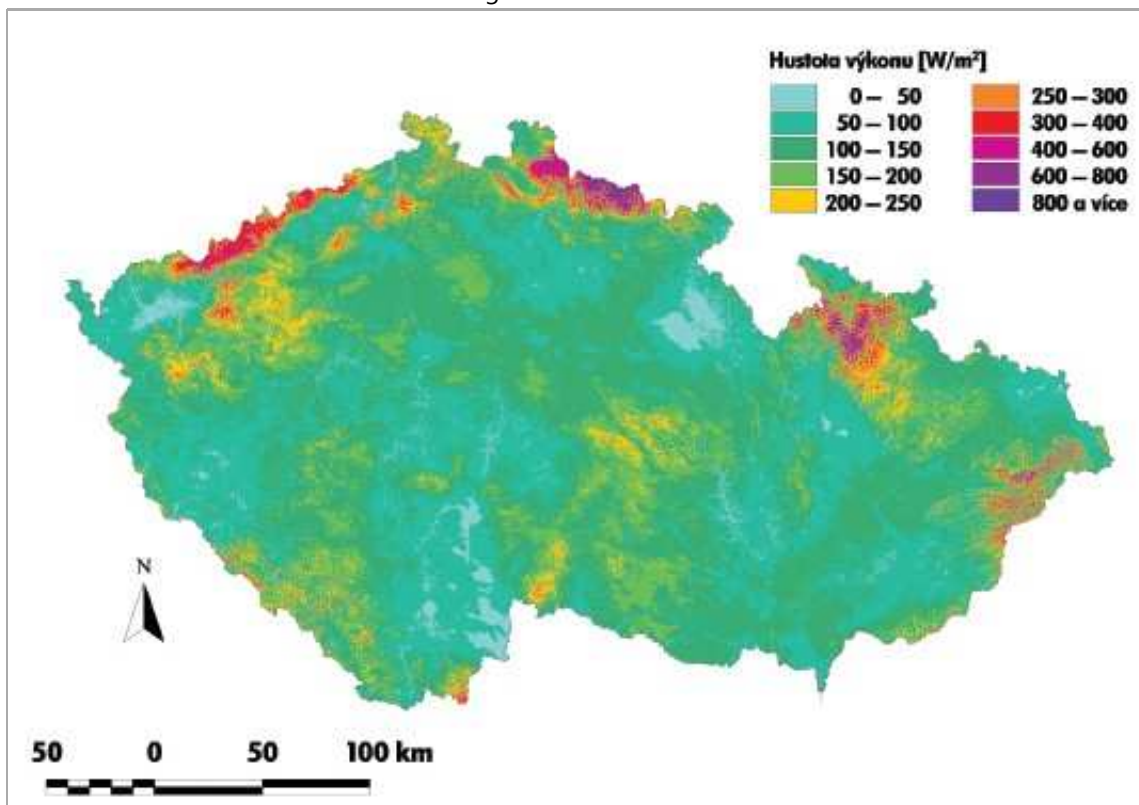 Hustota výkonu [W/m²]
0 – 50
50 – 100
100 – 150
150 – 200
200 – 250
250 – 300
300 – 400
400 – 600
600 – 800
800 a více
N
50 0 50 100 km